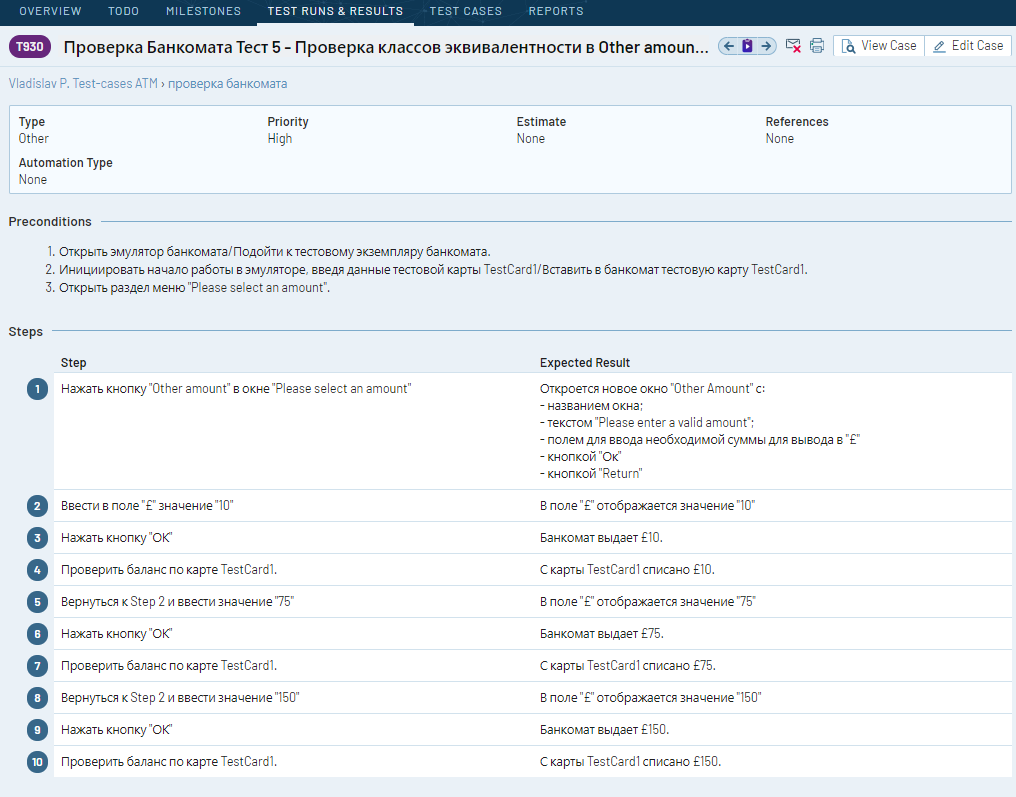 OVERVIEW TODO MILESTONES TEST RUNS & RESULTS TEST CASES REPORTS
T930 Проверка Банкомата Тест 5 - Проверка классов эквивалентности в Other amoun... View Case Edit Case
Vladislav P. Test-cases ATM › проверка банкомата
Type Priority Estimate References
Other High None None
Automation Type
None
Preconditions
1. Открыть эмулятор банкомата/Подойти к тестовому экземпляру банкомата.
2. Инициировать начало работы в эмуляторе, введя данные тестовой карты TestCard1/Вставить в банкомат тестовую карту TestCard1.
3. Открыть раздел меню "Please select an amount".
Steps
Step Expected Result
1 Нажать кнопку "Other amount" в окне "Please select an amount" Откроется новое окно "Other Amount" с:
- названием окна;
- текстом "Please enter a valid amount";
- полем для ввода необходимой суммы для вывода в "£"
- кнопкой "Ок"
- кнопкой "Return"
2 Ввести в поле "£" значение "10" В поле "£" отображается значение "10"
3 Нажать кнопку "ОК" Банкомат выдает £10.
4 Проверить баланс по карте TestCard1. С карты TestCard1 списано £10.
5 Вернуться к Step 2 и ввести значение "75" В поле "£" отображается значение "75"
6 Нажать кнопку "ОК" Банкомат выдает £75.
7 Проверить баланс по карте TestCard1. С карты TestCard1 списано £75.
8 Вернуться к Step 2 и ввести значение "150" В поле "£" отображается значение "150"
9 Нажать кнопку "ОК" Банкомат выдает £150.
10 Проверить баланс по карте TestCard1. С карты TestCard1 списано £150.